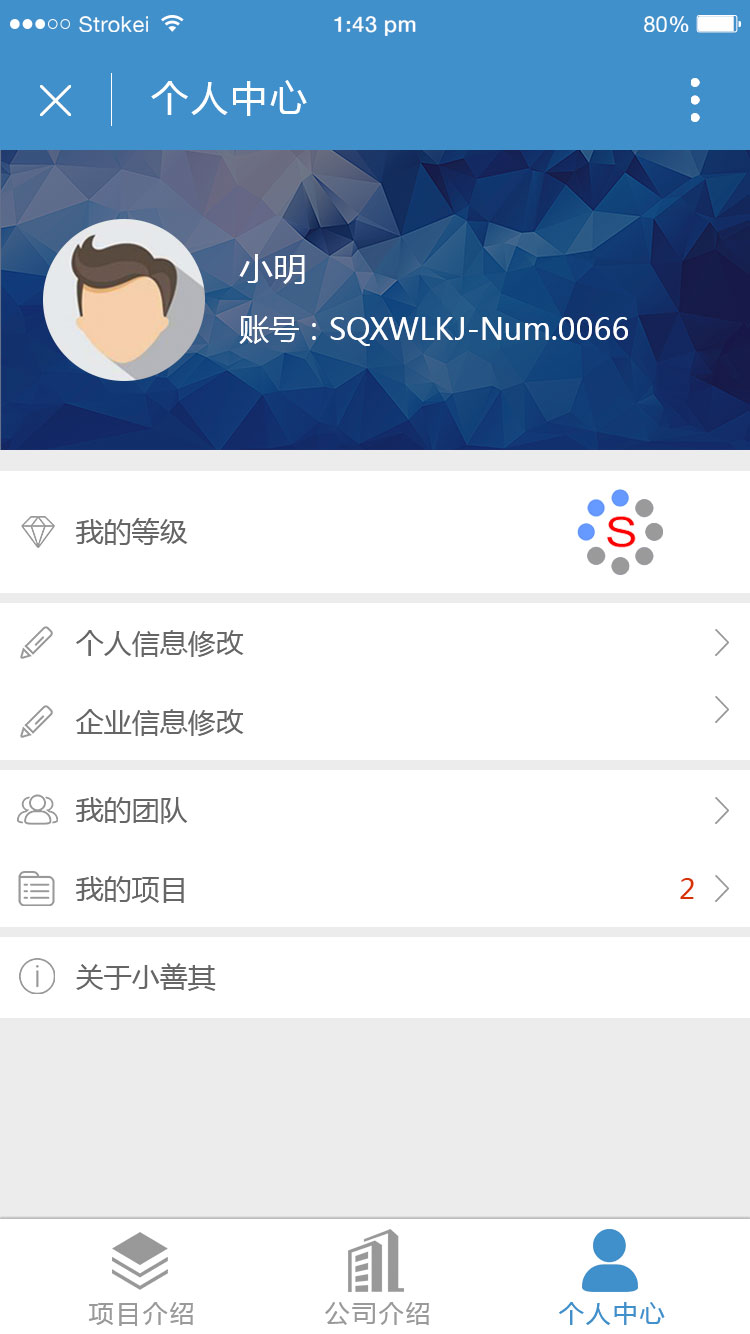 Strokei 1:43 pm 80%
个人中心
小明
账号：SQXWLKJ-Num.0066
我的等级 S
个人信息修改
企业信息修改
我的团队
我的项目 2
关于小善其
项目介绍 公司介绍 个人中心